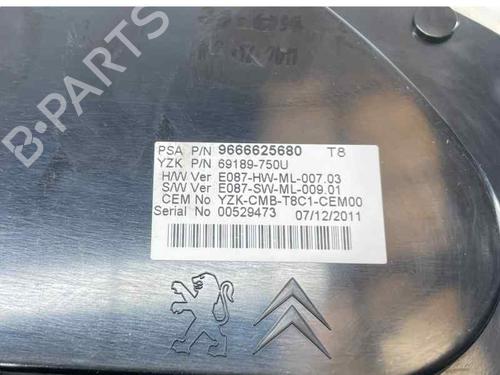 PSA P/N 9666625680 T8
YZK P/N 69189-750U
H/W Ver E087-HW-ML-007.03
S/W Ver E087-SW-ML-009.01
CEM No YZK-CMB-T8C1-CEM00
Serial No 00529473 07/12/2011
B-PARTS